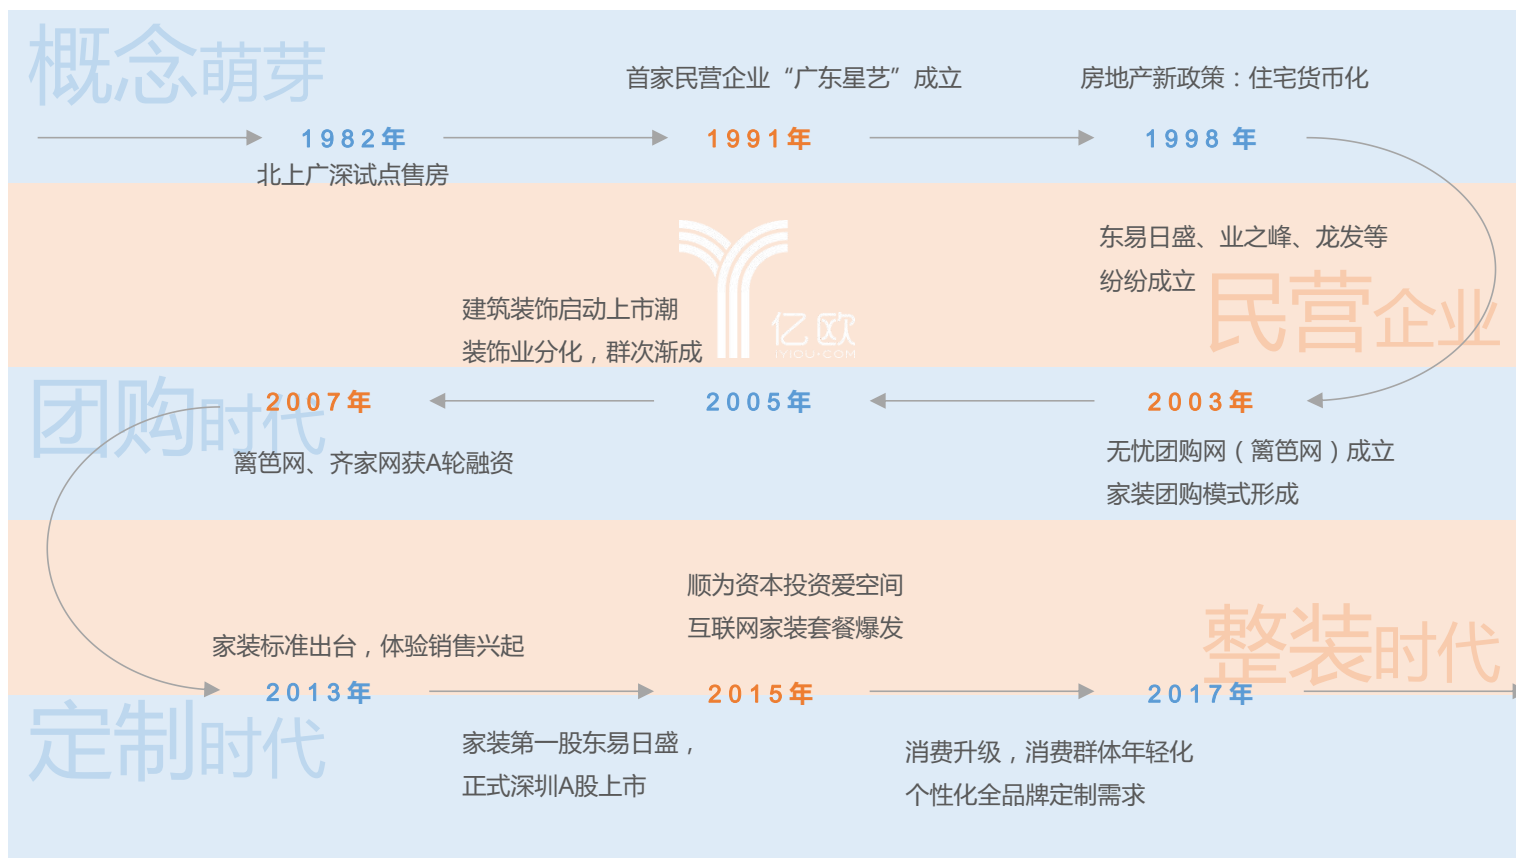 概念萌芽
首家民营企业“广东星艺”成立
房地产新政策：住宅货币化
1982年
1991年
1998 年
北上广深试点售房
东易日盛、业之峰、龙发等
纷纷成立
民营企业
建筑装饰启动上市潮
装饰业分化，群次渐成
亿欧
IYIOU·COM
团购时代
2007年
2005年
2003年
篱笆网、齐家网获A轮融资
无忧团购网（篱笆网）成立
家装团购模式形成
顺为资本投资爱空间
互联网家装套餐爆发
整装时代
家装标准出台，体验销售兴起
2013年
2015年
2017年
定制时代
家装第一股东易日盛，
正式深圳A股上市
消费升级，消费群体年轻化
个性化全品牌定制需求